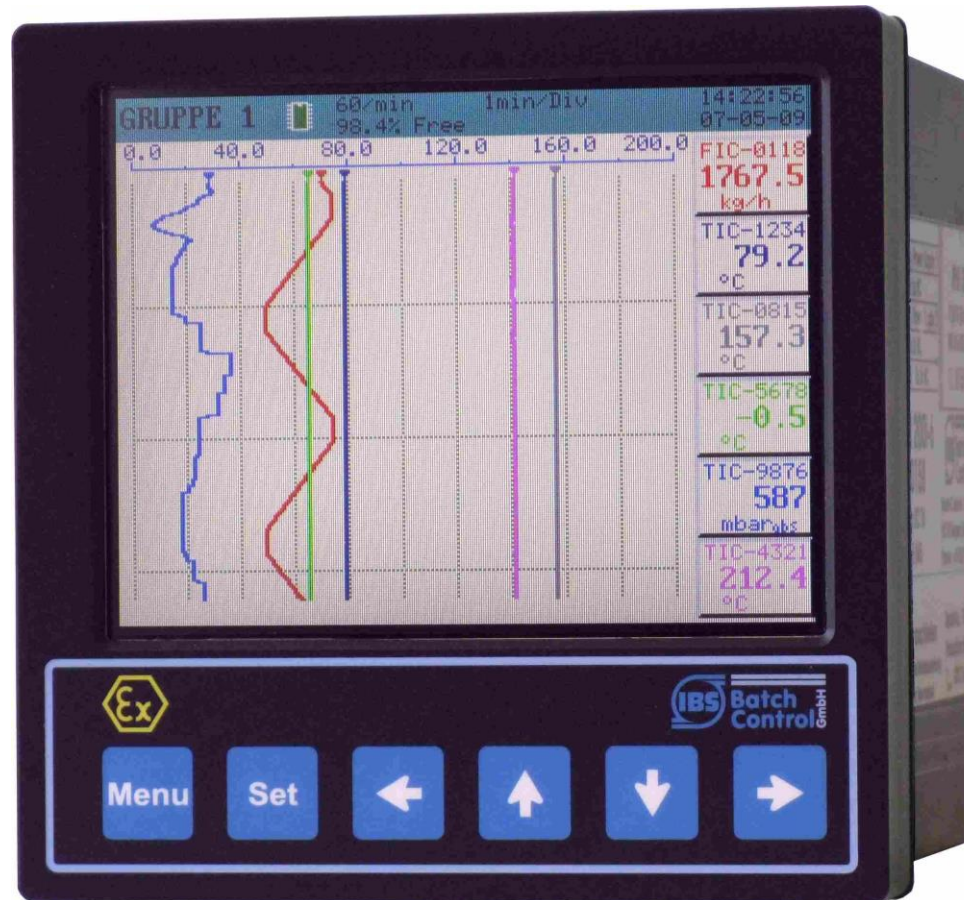 GRUPPE 1
60/min 1min/Div
98.4% Free
14:22:56
07-05-09
0.0 40.0 80.0 120.0 160.0 200.0
FIC-0118
1767.5
kg/h
TIC-1234
79.2
°C
TIC-0815
157.3
°C
TIC-5678
-0.5
°C
TIC-9876
587
mbarabs
TIC-4321
212.4
°C
Ex
IBS Batch
Control GmbH
Menu Set